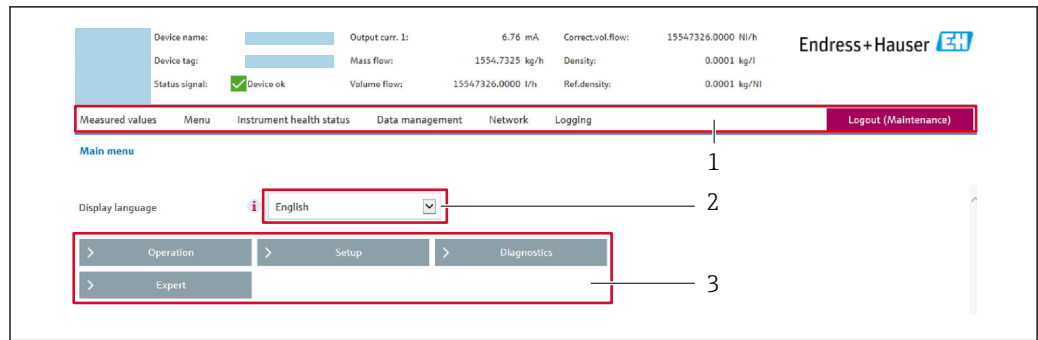 Device name: Output curr. 1: 6.76 mA Correct.vol.flow: 15547326.0000 Nl/h
Endress+Hauser EH
Device tag: Mass flow: 1554.7325 kg/h Density: 0.0001 kg/l
Status signal: Device ok Volume flow: 15547326.0000 l/h Ref.density: 0.0001 kg/Nl
Measured values Menu Instrument health status Data management Network Logging Logout (Maintenance)
1
Main menu
Display language i English 2
> Operation > Setup > Diagnostics
> Expert 3